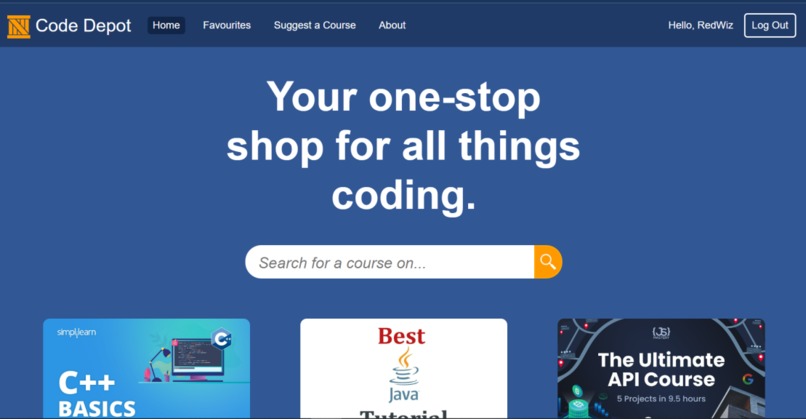 Code Depot
Home
Favourites
Suggest a Course
About
Hello, RedWiz
Log Out
Your one-stop
shop for all things
coding.
Search for a course on...
simplilearn
C++
C++
BASICS
Best
Java
Tutorial
{JS}
The Ultimate
API Course
5 Projects in 9.5 hours
G